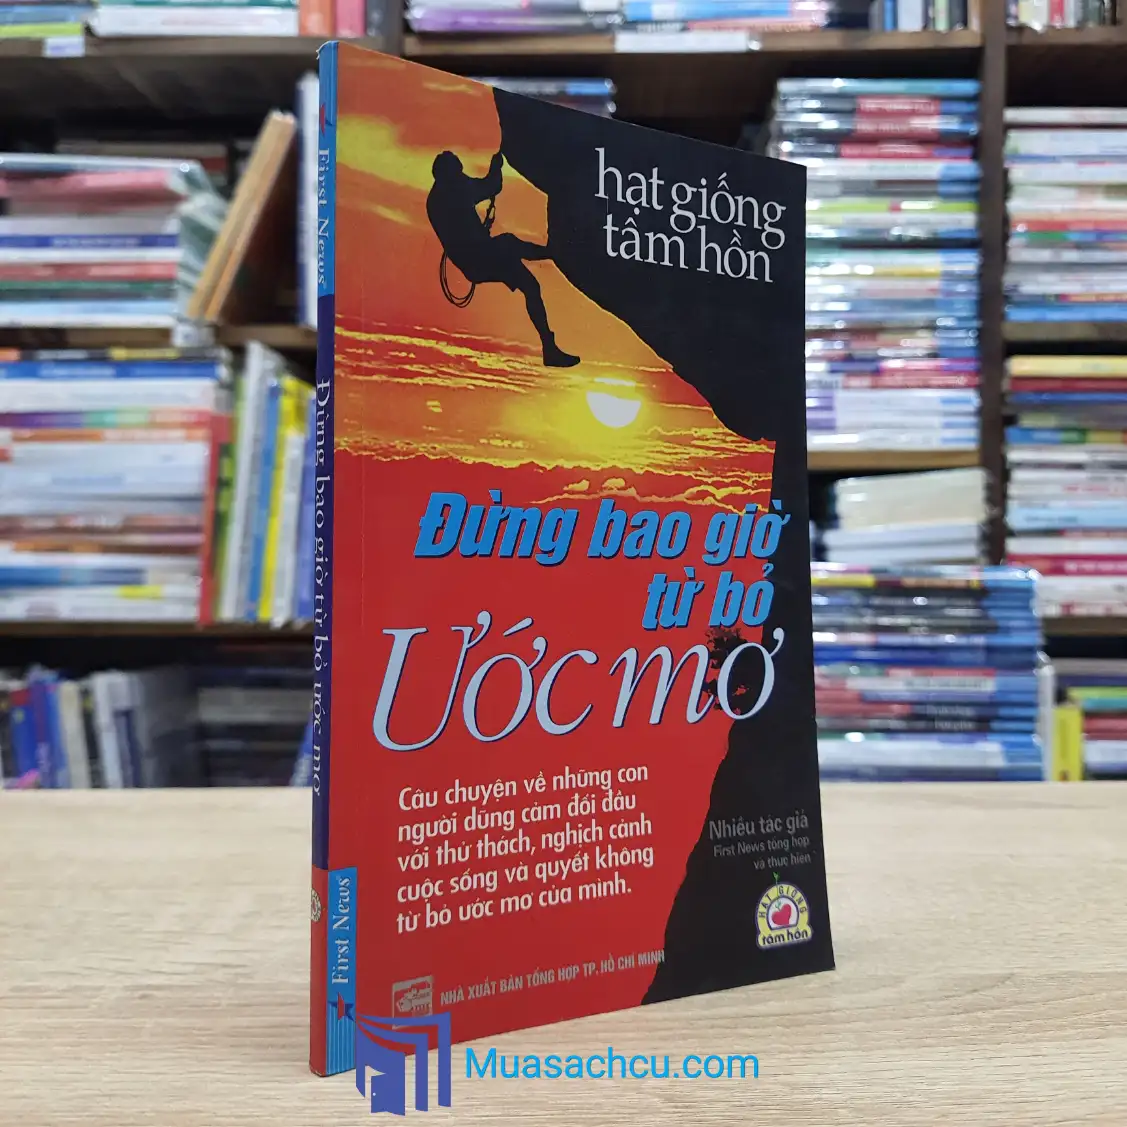 hạt giống
tâm hồn
Đừng bao giờ
từ bỏ
Ước mơ
Câu chuyện về những con
người dũng cảm đối đầu
với thử thách, nghịch cảnh
cuộc sống và quyết không
từ bỏ ước mơ của mình.
Nhiều tác giả
First News tổng hợp
và thực hiện
HẠT GIỐNG
tâm hồn
NHÀ XUẤT BẢN TỔNG HỢP TP. HỒ CHÍ MINH
First News
Đừng bao giờ từ bỏ ước mơ
First News
Muasachcu.com